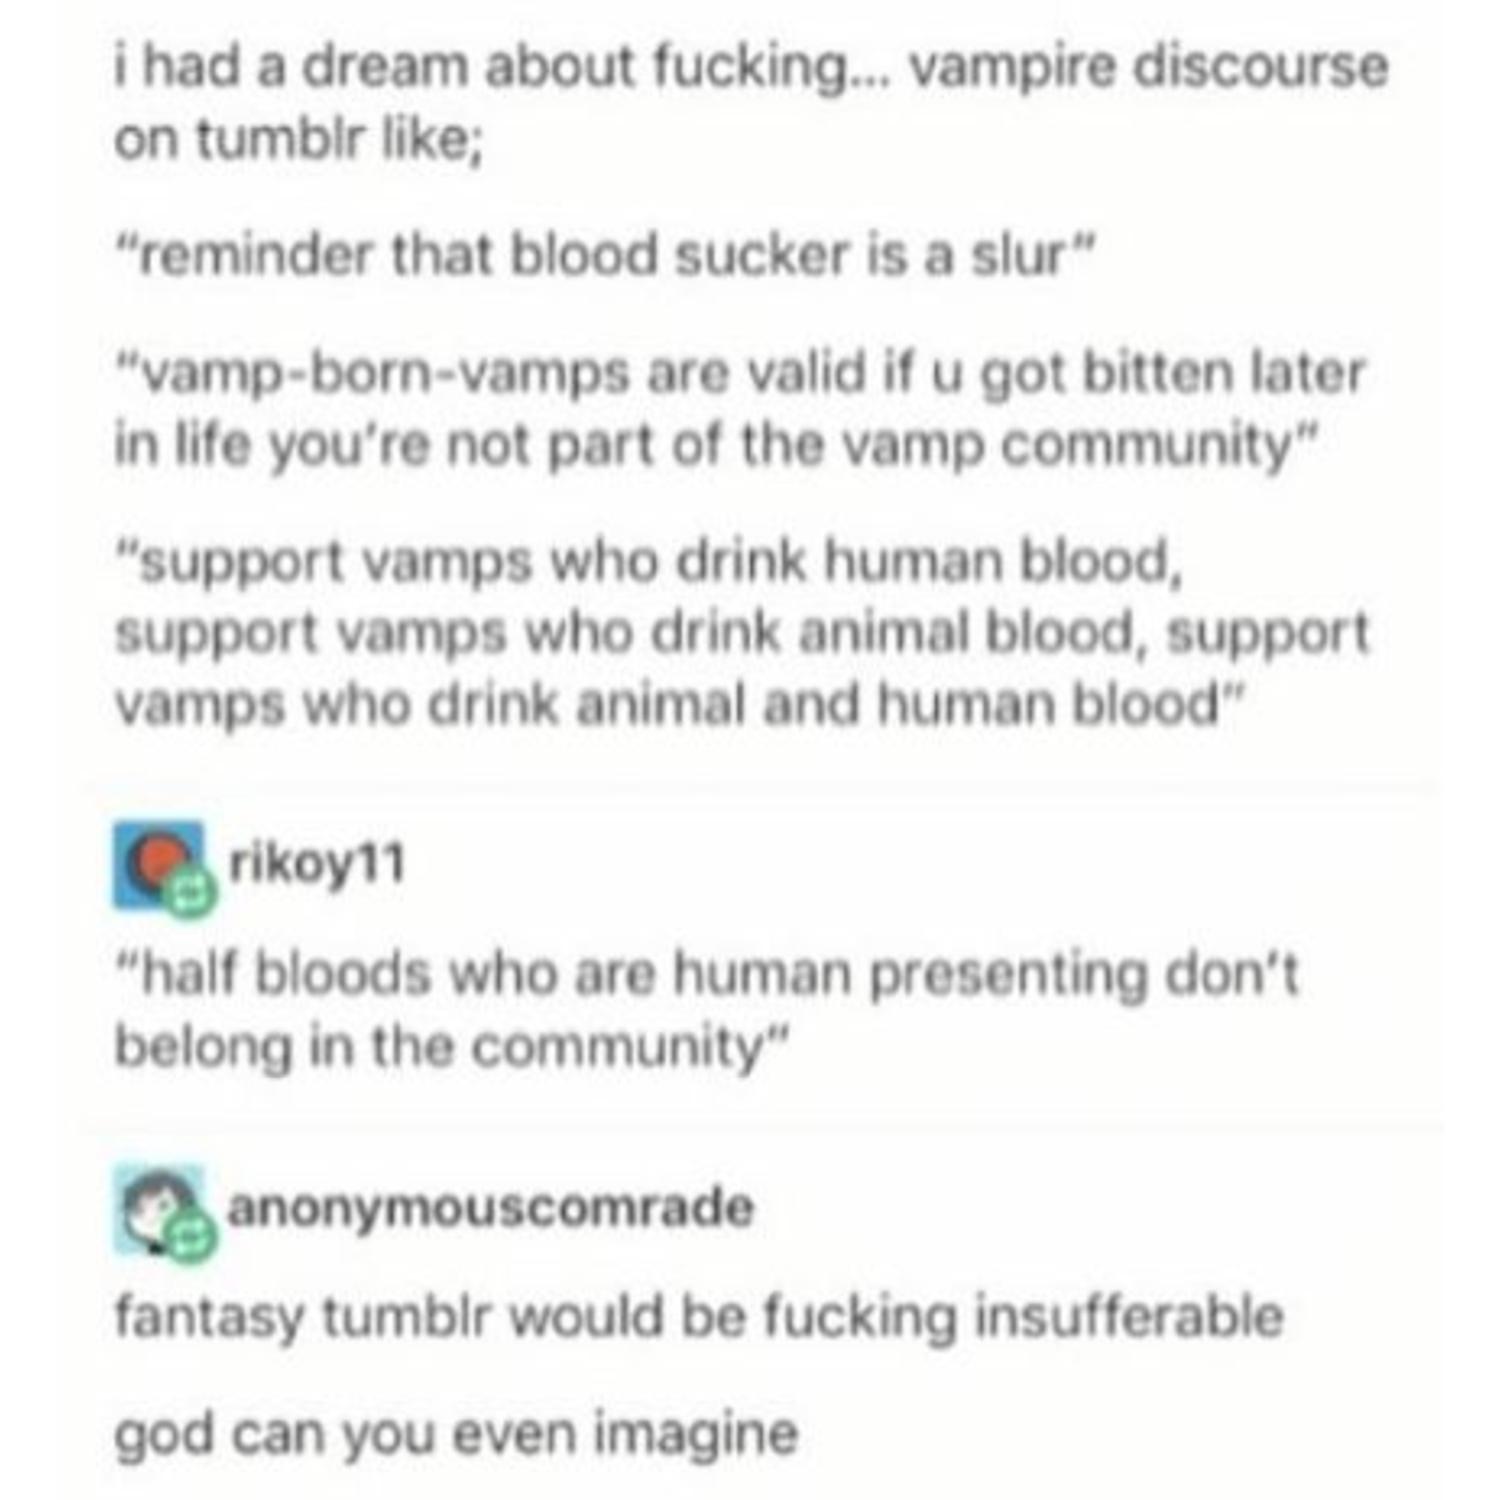 i had a dream about fucking... vampire discourse
on tumblr like;
“reminder that blood sucker is a slur”
“vamp-born-vamps are valid if u got bitten later
in life you’re not part of the vamp community”
“support vamps who drink human blood,
support vamps who drink animal blood, support
vamps who drink animal and human blood”
rikoy11
“half bloods who are human presenting don’t
belong in the community”
anonymouscomrade
fantasy tumblr would be fucking insufferable
god can you even imagine